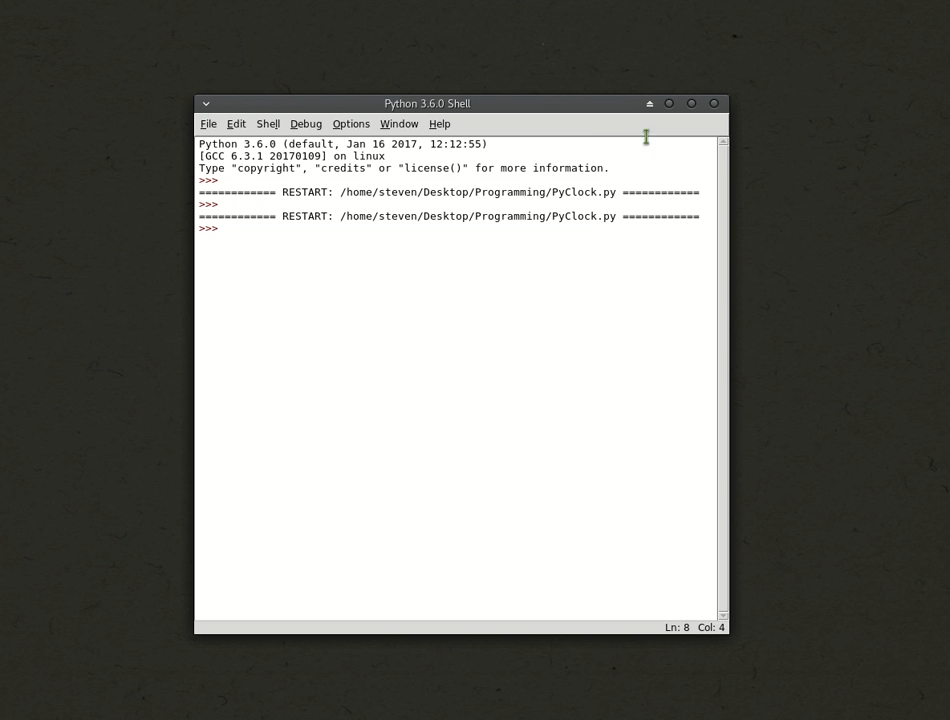 Python 3.6.0 Shell
File Edit Shell Debug Options Window Help
Python 3.6.0 (default, Jan 16 2017, 12:12:55)
[GCC 6.3.1 20170109] on linux
Type "copyright", "credits" or "license()" for more information.
>>>
============ RESTART: /home/steven/Desktop/Programming/PyClock.py ============
>>>
============ RESTART: /home/steven/Desktop/Programming/PyClock.py ============
>>>
Ln: 8 Col: 4